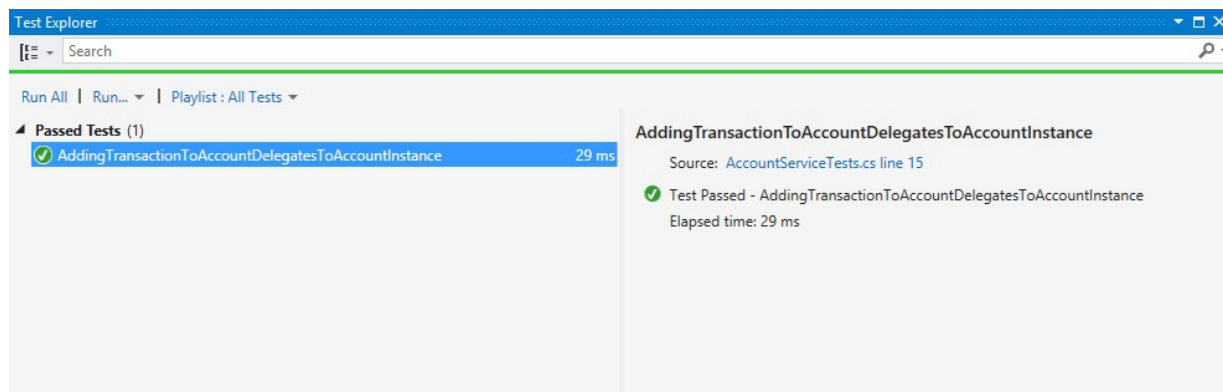 Test Explorer
Search
Run All | Run... | Playlist : All Tests
Passed Tests (1)
AddingTransactionToAccountDelegatesToAccountInstance 29 ms
AddingTransactionToAccountDelegatesToAccountInstance
Source: AccountServiceTests.cs line 15
Test Passed - AddingTransactionToAccountDelegatesToAccountInstance
Elapsed time: 29 ms